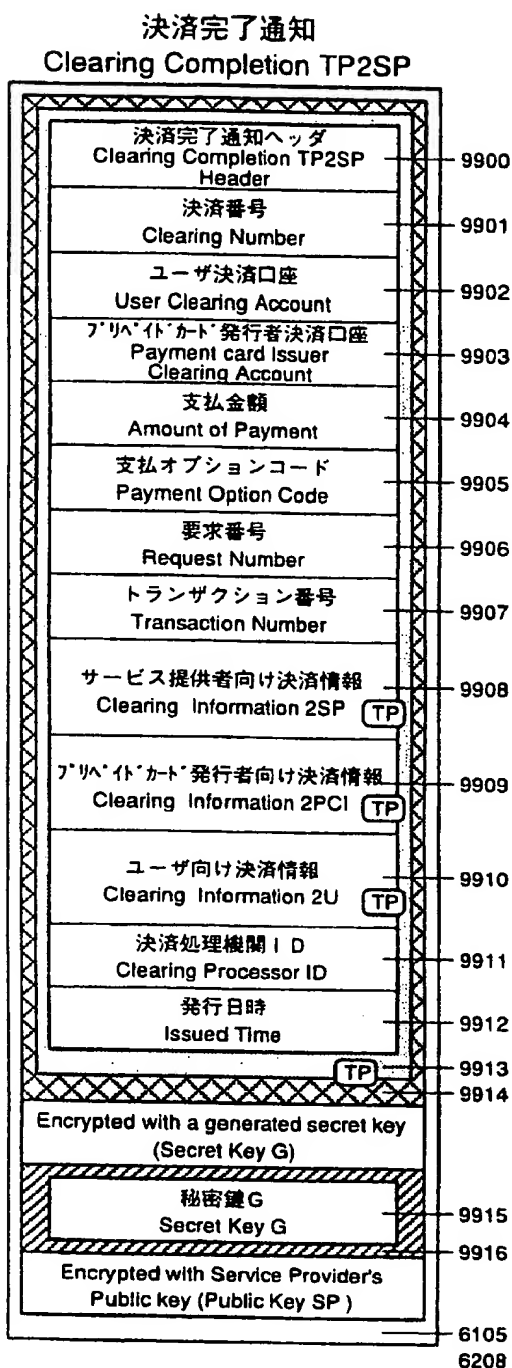 決済完了通知
Clearing Completion TP2SP
決済完了通知ヘッダ
Clearing Completion TP2SP
Header
9900
決済番号
Clearing Number
9901
ユーザ決済口座
User Clearing Account
9902
プリペイドカード発行者決済口座
Payment card Issuer
Clearing Account
9903
支払金額
Amount of Payment
9904
支払オプションコード
Payment Option Code
9905
要求番号
Request Number
9906
トランザクション番号
Transaction Number
9907
サービス提供者向け決済情報
Clearing Information 2SP
TP
9908
プリペイドカード発行者向け決済情報
Clearing Information 2PCI
TP
9909
ユーザ向け決済情報
Clearing Information 2U
TP
9910
決済処理機関ID
Clearing Processor ID
9911
発行日時
Issued Time
9912
TP
9913
9914
Encrypted with a generated secret key
(Secret Key G)
秘密鍵G
Secret Key G
9915
9916
Encrypted with Service Provider's
Public key (Public Key SP )
6105
6208